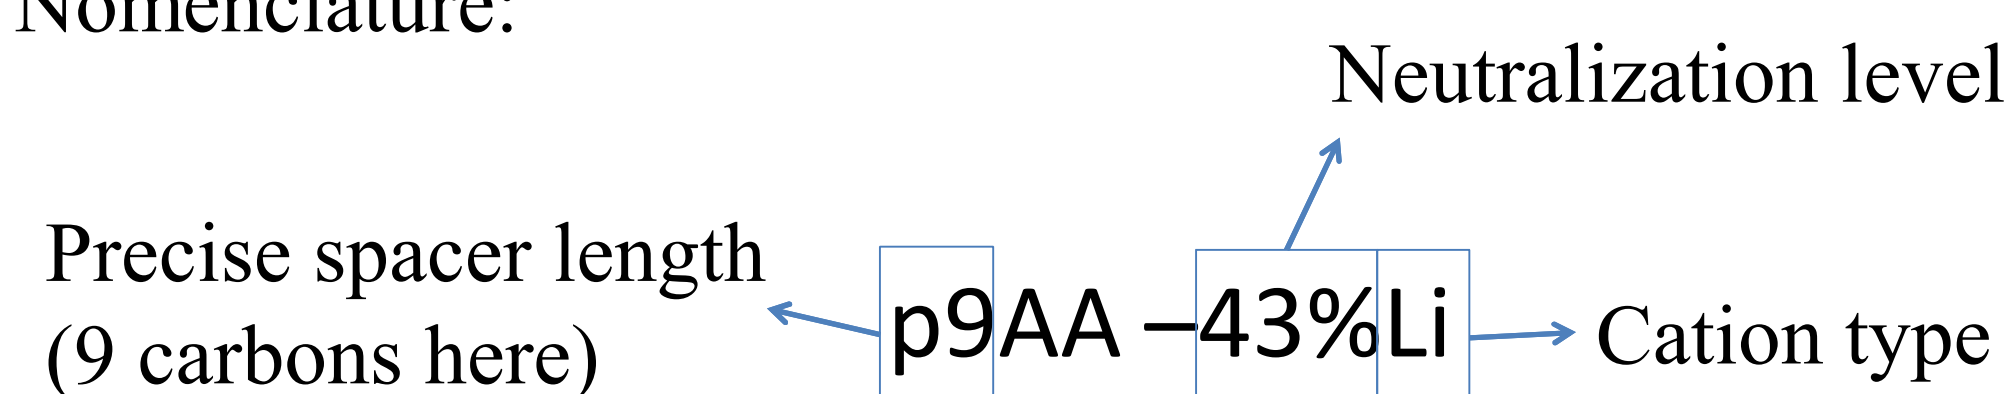 Nomenclature:
Neutralization level
Precise spacer length
(9 carbons here)
p9AA –43%Li
Cation type